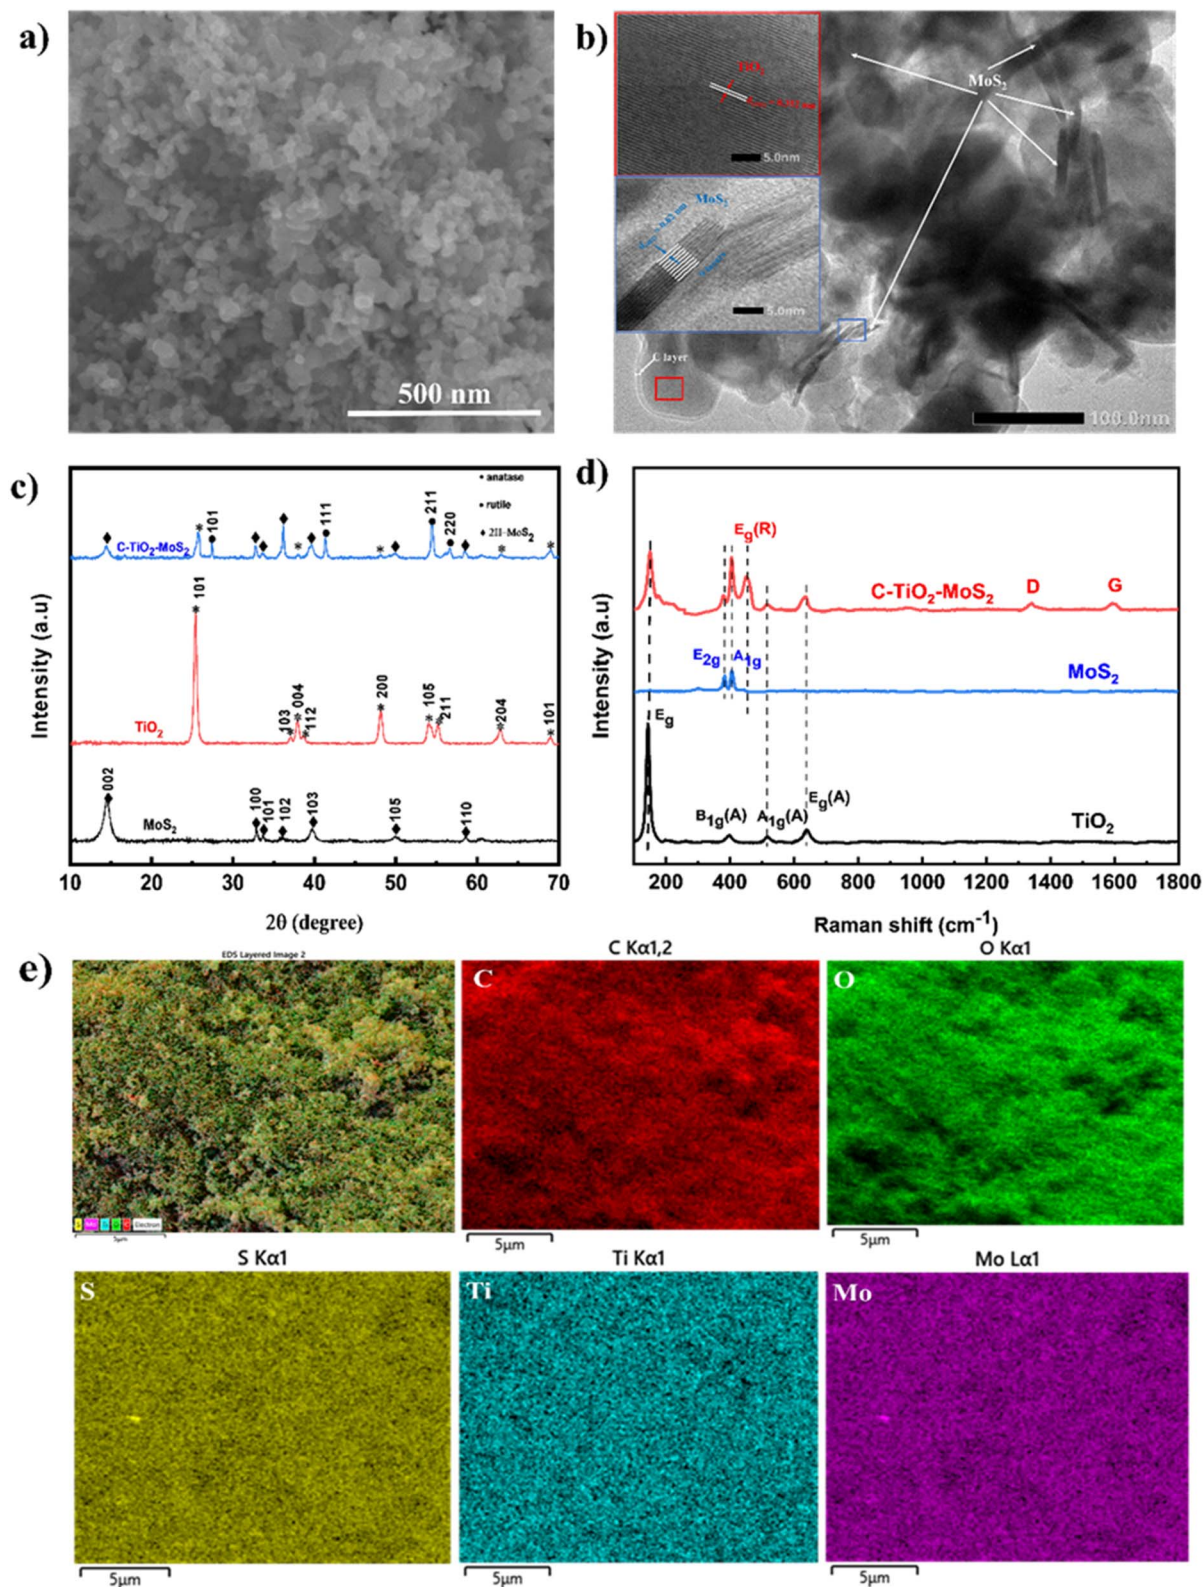 a)
500 nm
b)
TiO2
5.0nm
MoS2
5.0nm
MoS2
C layer
100.0nm
c)
Intensity (a.u)
anatase
rutile
C-TiO2-MoS2
101
111
211
220
101
TiO2
103
004
112
200
105
211
204
101
002
MoS2
100
101
102
103
105
110
10 20 30 40 50 60 70
2θ (degree)
d)
Intensity (a.u
Eg(R)
C-TiO2-MoS2
D
G
E2g
A1g
MoS2
Eg
B1g(A)
A1g(A)
Eg(A)
TiO2
200 400 600 800 1000 1200 1400 1600 1800
Raman shift (cm-1)
e)
EDS Layered Image 2
S Mo Ti O C Electron
5μm
C Kα1,2
C
5μm
O Kα1
O
5μm
S Kα1
S
5μm
Ti Kα1
Ti
5μm
Mo Lα1
Mo
5μm